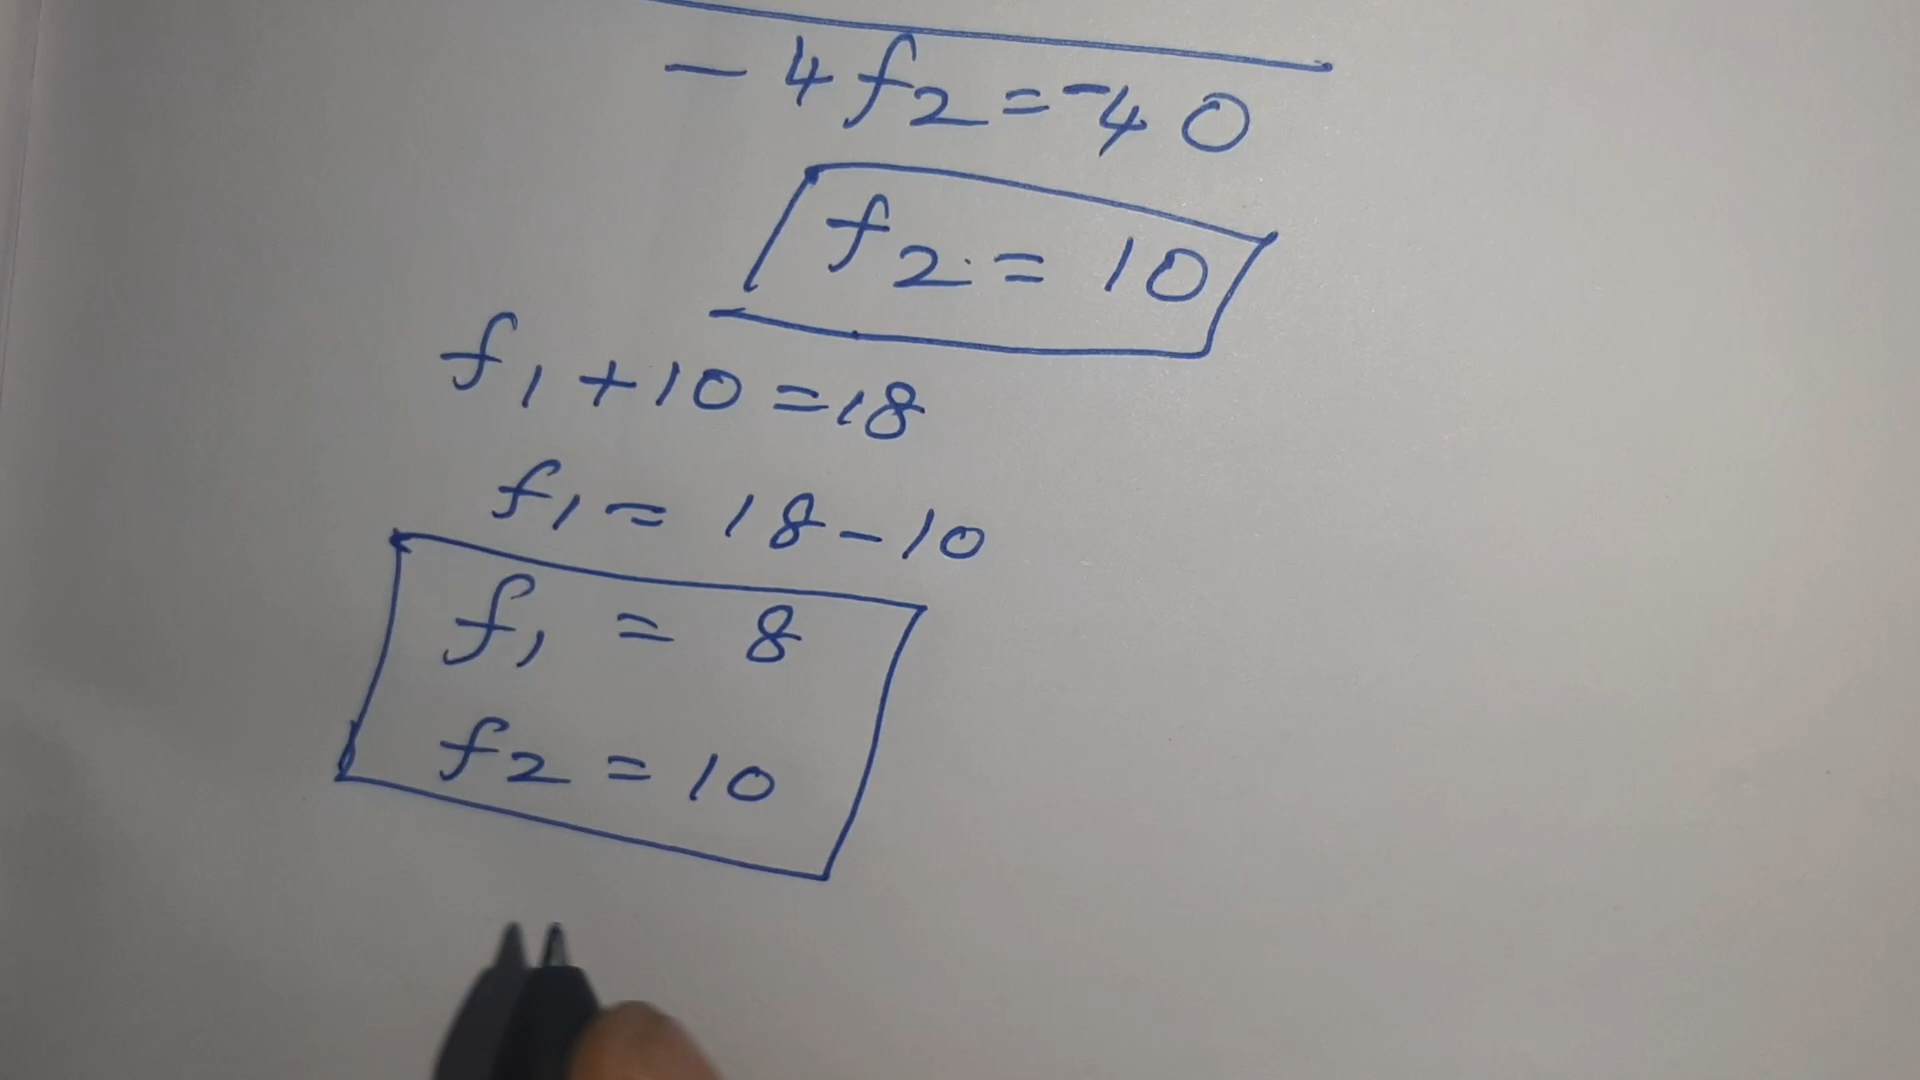 - 4f2 = -40
f2 = 10
f1 + 10 = 18
f1 = 18 - 10
f1 = 8
f2 = 10